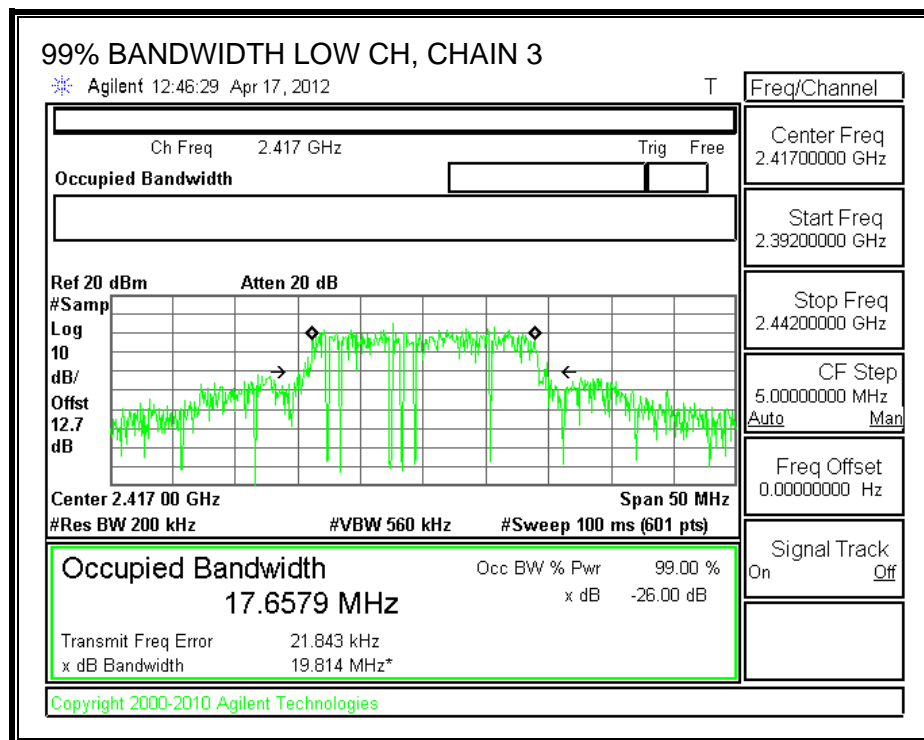 99% BANDWIDTH LOW CH, CHAIN 3
Agilent 12:46:29 Apr 17, 2012 T
Freq/Channel
Ch Freq 2.417 GHz Trig Free
Occupied Bandwidth
Center Freq
2.41700000 GHz
Start Freq
2.39200000 GHz
Stop Freq
2.44200000 GHz
CF Step
5.00000000 MHz
Auto Man
Freq Offset
0.00000000 Hz
Signal Track
On Off
Ref 20 dBm Atten 20 dB
#Samp
Log
10
dB/
Offst
12.7
dB
Center 2.417 00 GHz Span 50 MHz
#Res BW 200 kHz #VBW 560 kHz #Sweep 100 ms (601 pts)
Occupied Bandwidth Occ BW % Pwr 99.00 %
17.6579 MHz x dB -26.00 dB
Transmit Freq Error 21.843 kHz
x dB Bandwidth 19.814 MHz*
Copyright 2000-2010 Agilent Technologies